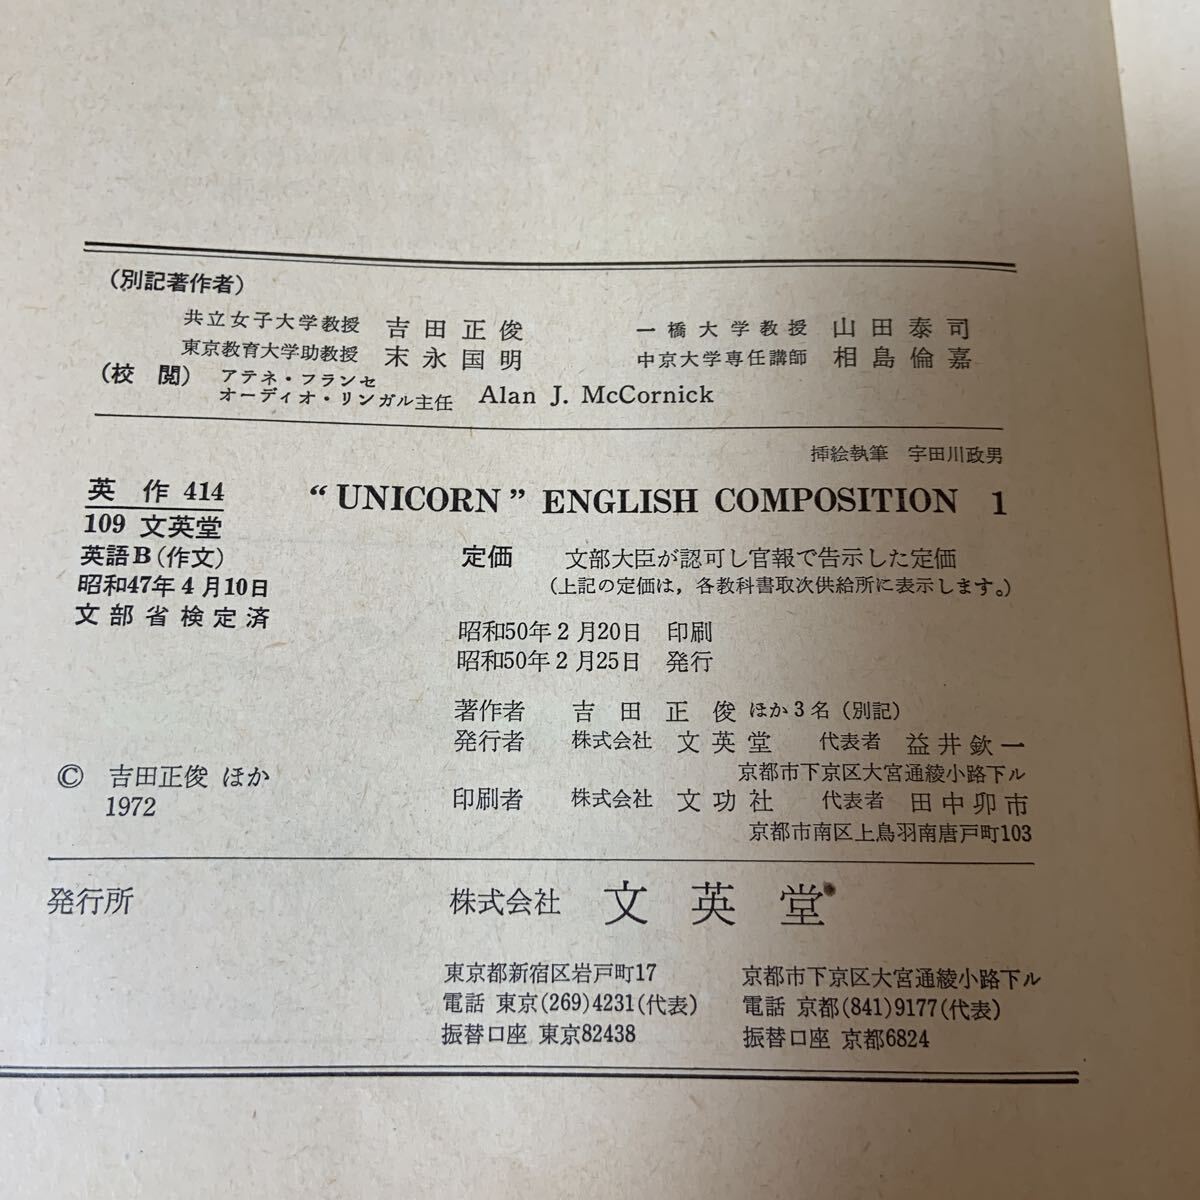 (別記著作者)
共立女子大学教授 吉田正俊 一橋大学教授 山田泰司
東京教育大学助教授 末永国明 中京大学専任講師 相島倫嘉
(校閲) アテネ・フランセ
オーディオ・リンガル主任 Alan J. McCornick
挿絵執筆 宇田川政男
英作 414
109 文英堂
“UNICORN” ENGLISH COMPOSITION 1
英語B(作文)
昭和47年4月10日
文部省検定済
定価 文部大臣が認可し官報で告示した定価
(上記の定価は，各教科書取次供給所に表示します。)
昭和50年2月20日 印刷
昭和50年2月25日 発行
著作者 吉田正俊 ほか3名(別記)
発行者 株式会社 文英堂 代表者 益井欽一
京都市下京区大宮通綾小路下ル
印刷者 株式会社 文功社 代表者 田中卯市
京都市南区上鳥羽南唐戸町103
© 吉田正俊 ほか
1972
発行所 株式会社 文英堂
東京都新宿区岩戸町17
電話 東京(269)4231(代表)
振替口座 東京82438
京都市下京区大宮通綾小路下ル
電話 京都(841)9177(代表)
振替口座 京都6824